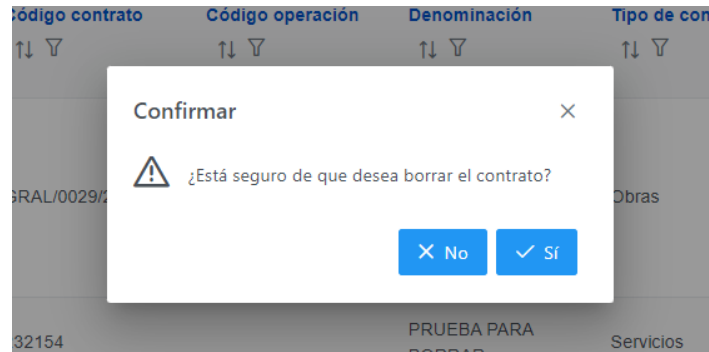 Código contrato Código operación Denominación Tipo de con
Confirmar
¿Está seguro de que desea borrar el contrato?
GRAL/0029/2 Obras
No Sí
32154 PRUEBA PARA Servicios
BORRAR